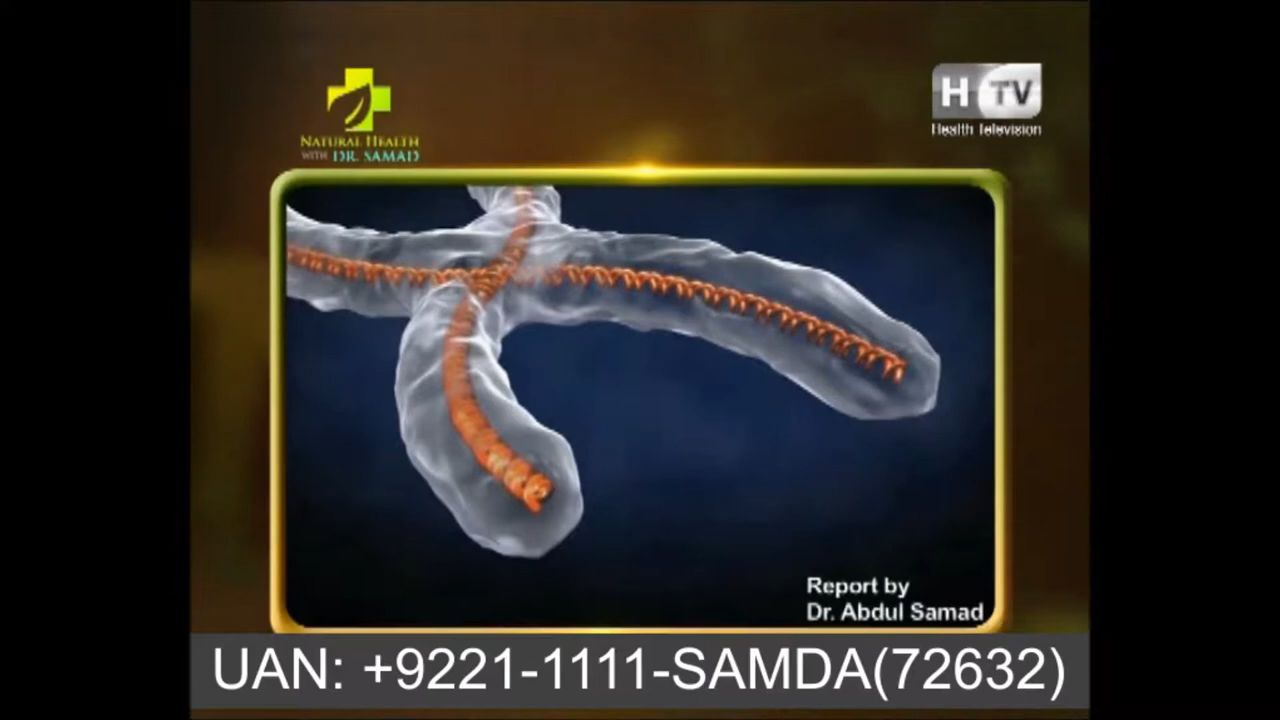 NATURAL HEALTH
WITH DR. SAMAD
H TV
Health Television
Report by
Dr. Abdul Samad
UAN: +9221-1111-SAMDA(72632)